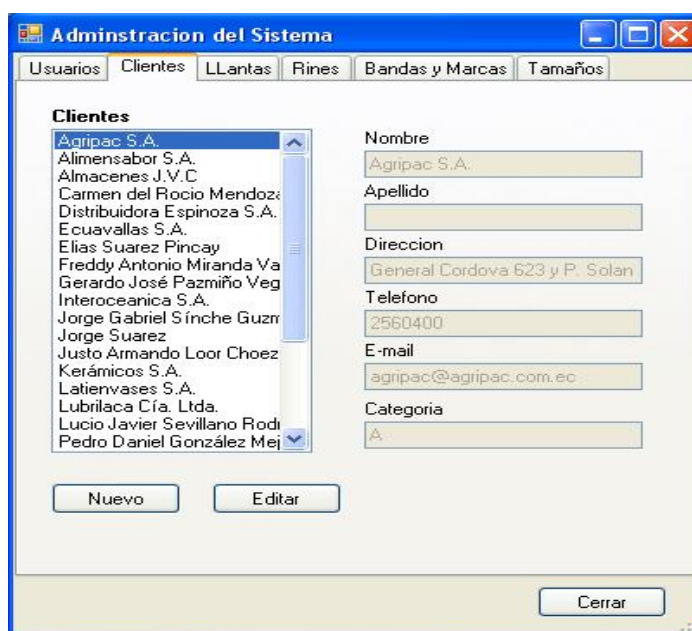 Adminstracion del Sistema
Usuarios Clientes LLantas Rines Bandas y Marcas Tamaños
Clientes
Agripac S.A.
Alimensabor S.A.
Almacenes J.V.C
Carmen del Rocio Mendoza
Distribuidora Espinoza S.A.
Ecuavallas S.A.
Elias Suarez Pincay
Freddy Antonio Miranda Va
Gerardo José Pazmiño Veg
Interoceanica S.A.
Jorge Gabriel Sínche Guzm
Jorge Suarez
Justo Armando Loor Choez
Kerámicos S.A.
Latienvases S.A.
Lubrilaca Cía. Ltda.
Lucio Javier Sevillano Rodr
Pedro Daniel González Mej
Nombre
Agripac S.A.
Apellido
Direccion
General Cordova 623 y P. Solan
Telefono
2560400
E-mail
agripac@agripac.com.ec
Categoria
A
Nuevo Editar
Cerrar